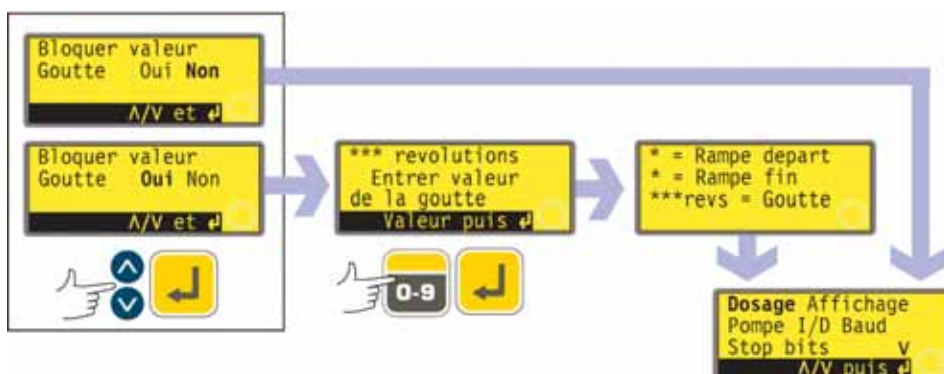 Bloquer valeur
Goutte Oui Non
Λ/V et ↲
Bloquer valeur
Goutte Oui Non
Λ/V et ↲
*** revolutions
Entrer valeur
de la goutte
Valeur puis ↲
0-9
* = Rampe depart
* = Rampe fin
***revs = Goutte
Dosage Affichage
Pompe I/D Baud
Stop bits V
Λ/V puis ↲